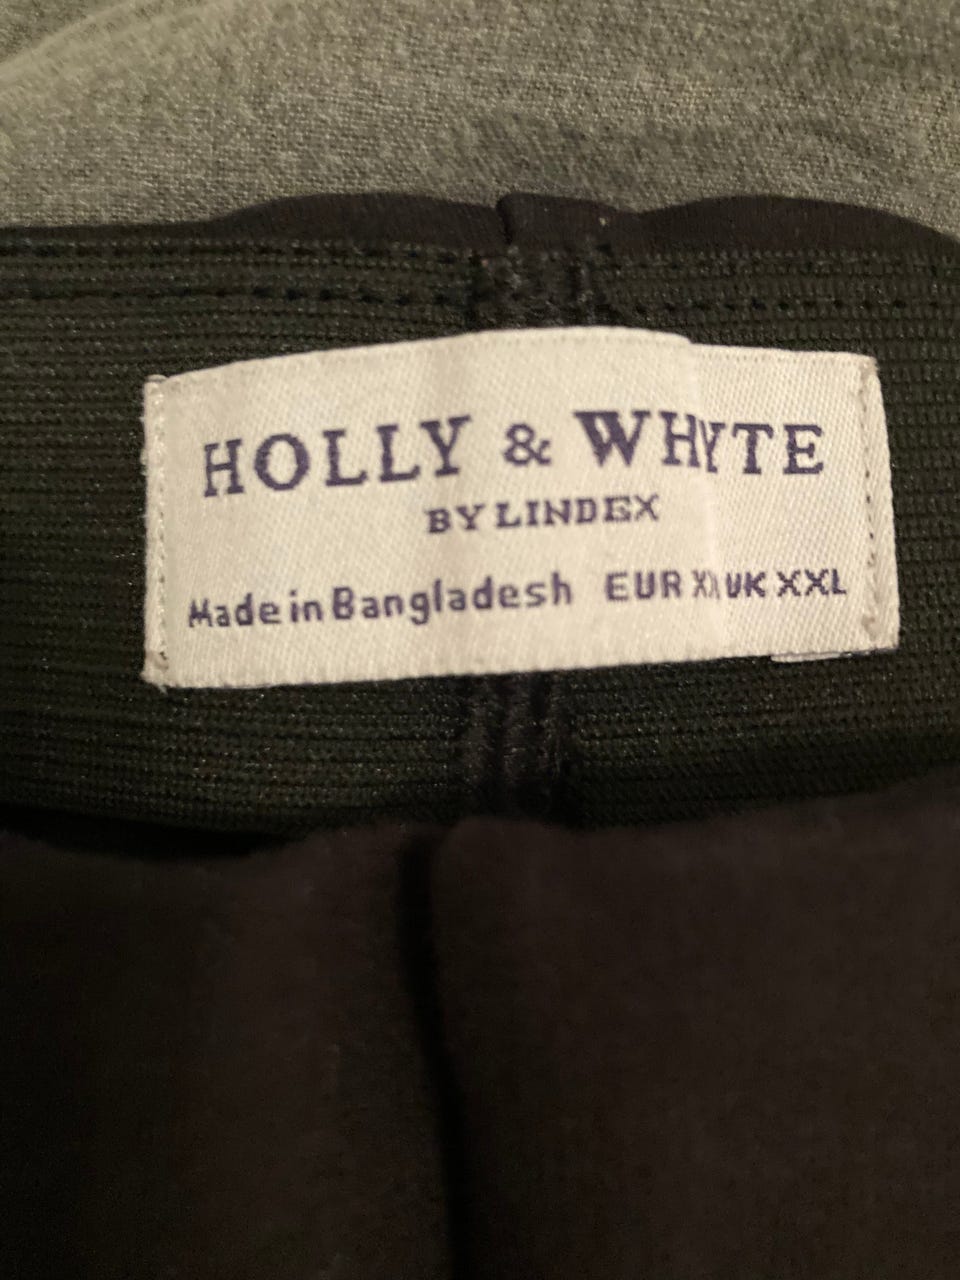 HOLLY & WHYTE
BY LINDEX
Made in Bangladesh EUR UK XXL